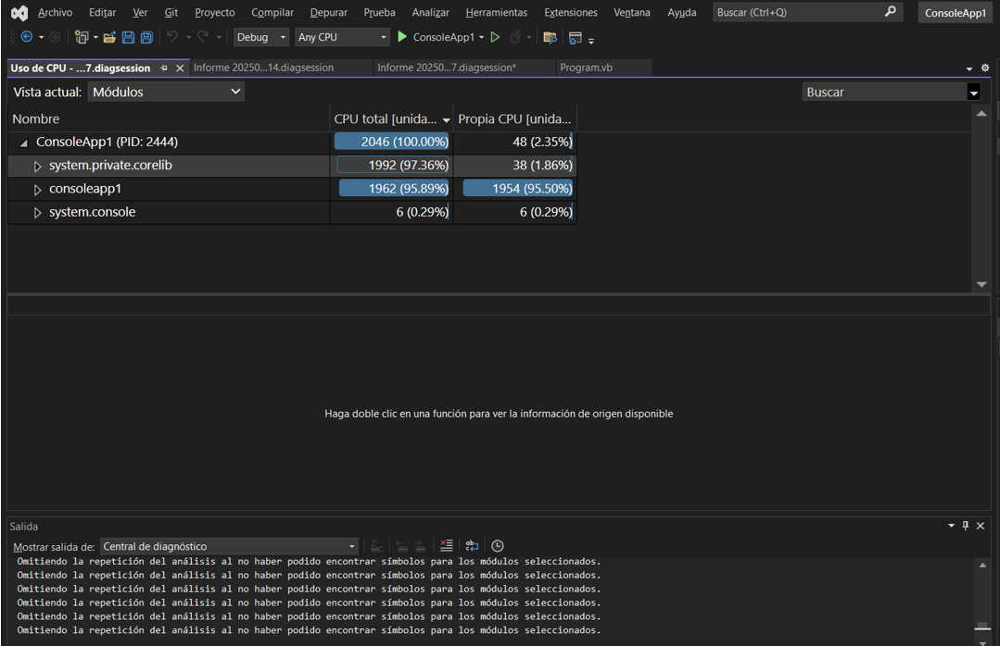 Archivo Editar Ver Git Proyecto Compilar Depurar Prueba Analizar Herramientas Extensiones Ventana Ayuda Buscar (Ctrl+Q) ConsoleApp1
Debug Any CPU ConsoleApp1
Uso de CPU - ...7.diagsession Informe 20250...14.diagsession Informe 20250...7.diagsession* Program.vb
Vista actual: Módulos Buscar
Nombre CPU total [unida... Propia CPU [unida...
ConsoleApp1 (PID: 2444) 2046 (100.00%) 48 (2.35%)
system.private.corelib 1992 (97.36%) 38 (1.86%)
consoleapp1 1962 (95.89%) 1954 (95.50%)
system.console 6 (0.29%) 6 (0.29%)
Haga doble clic en una función para ver la información de origen disponible
Salida
Mostrar salida de: Central de diagnóstico
Omitiendo la repetición del análisis al no haber podido encontrar símbolos para los módulos seleccionados.
Omitiendo la repetición del análisis al no haber podido encontrar símbolos para los módulos seleccionados.
Omitiendo la repetición del análisis al no haber podido encontrar símbolos para los módulos seleccionados.
Omitiendo la repetición del análisis al no haber podido encontrar símbolos para los módulos seleccionados.
Omitiendo la repetición del análisis al no haber podido encontrar símbolos para los módulos seleccionados.
Omitiendo la repetición del análisis al no haber podido encontrar símbolos para los módulos seleccionados.